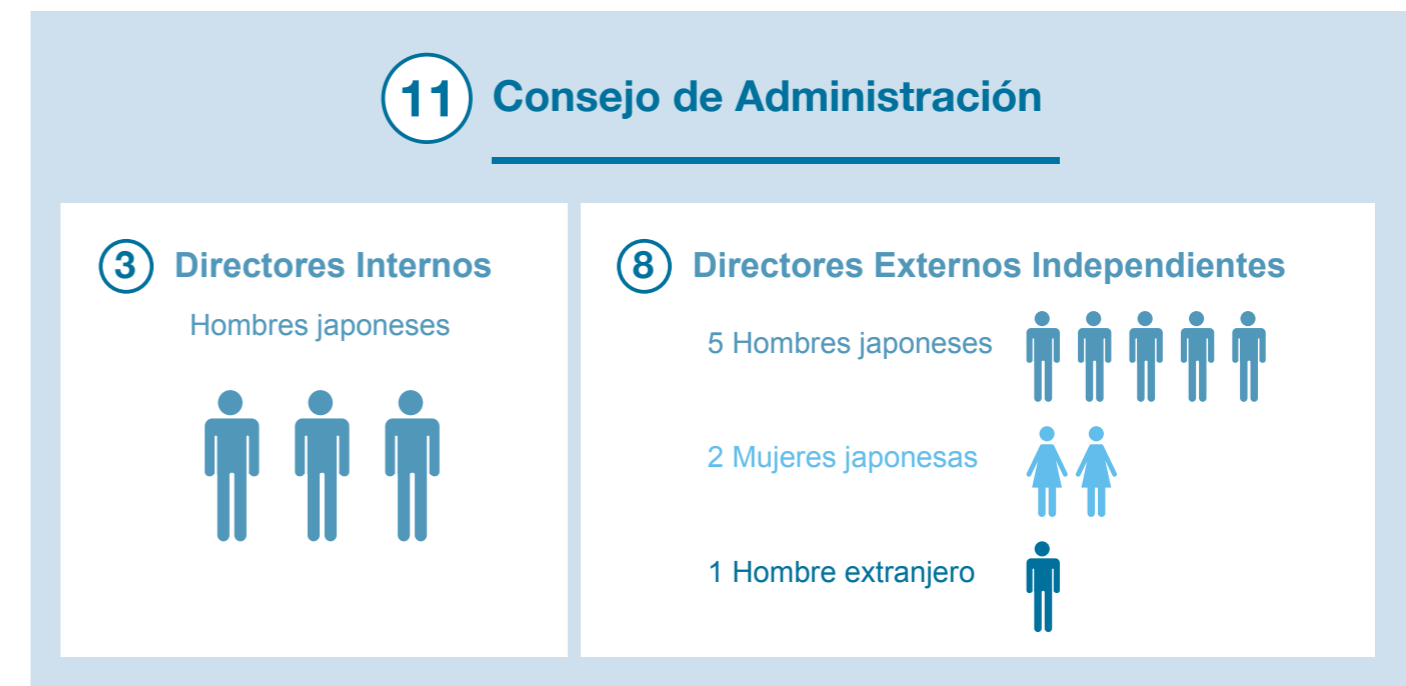 11 Consejo de Administración
3 Directores Internos
Hombres japoneses
8 Directores Externos Independientes
5 Hombres japoneses
2 Mujeres japonesas
1 Hombre extranjero